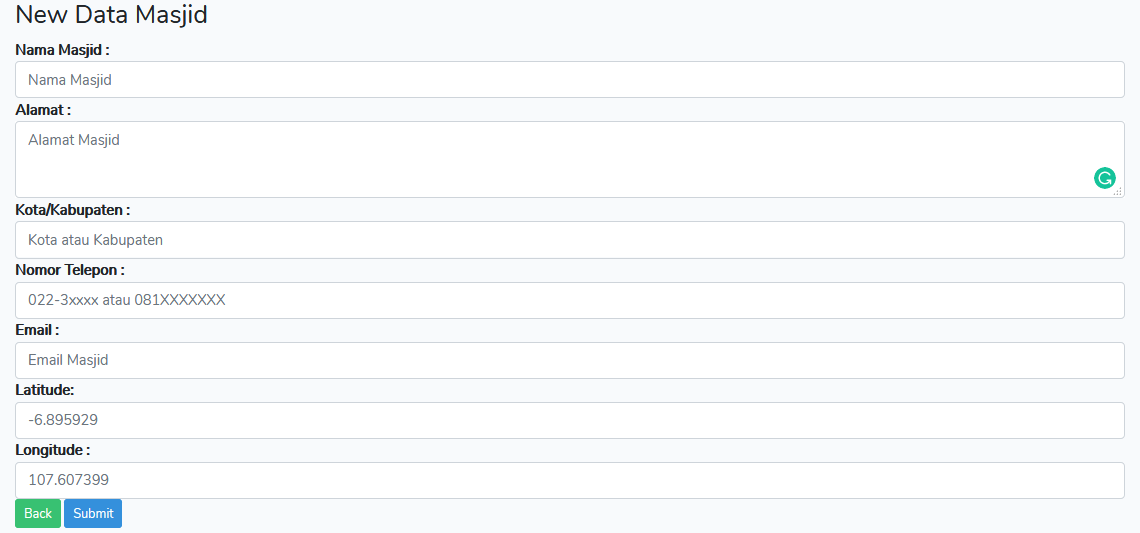 New Data Masjid
Nama Masjid :
Nama Masjid
Alamat :
Alamat Masjid
Kota/Kabupaten :
Kota atau Kabupaten
Nomor Telepon :
022-3xxxx atau 081XXXXXXX
Email :
Email Masjid
Latitude:
-6.895929
Longitude :
107.607399
Back Submit